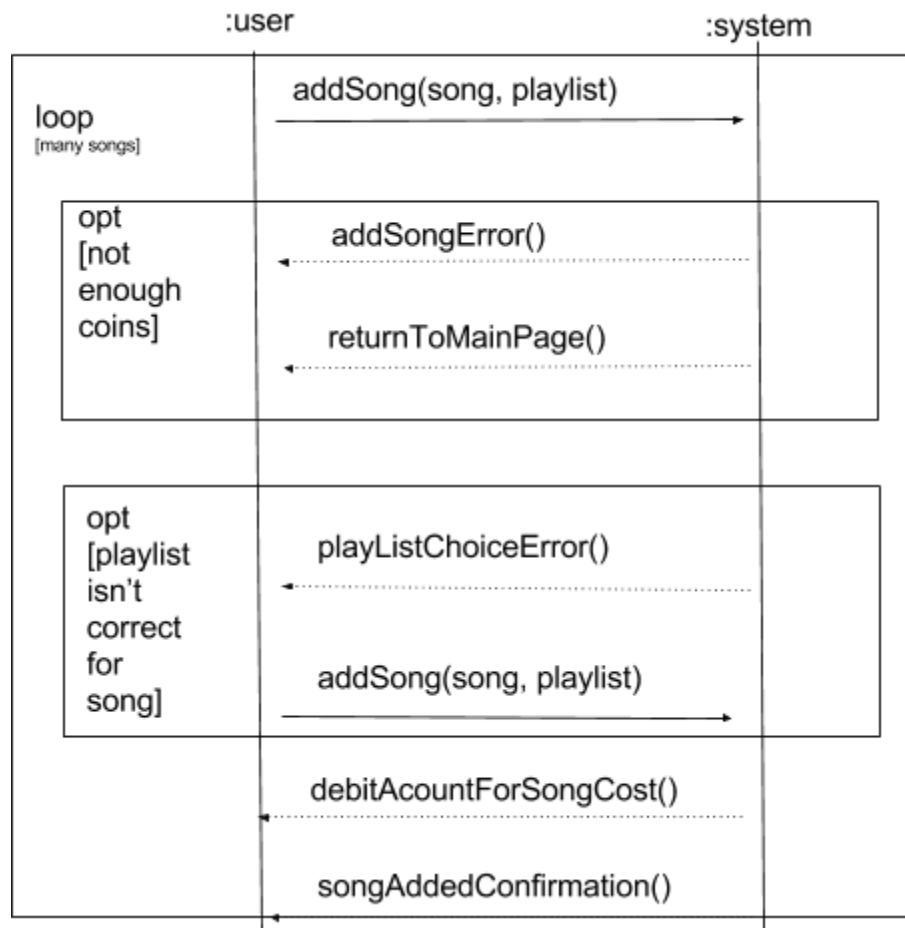 :user
:system
addSong(song, playlist)
loop
[many songs]
opt
[not
enough
coins]
addSongError()
returnToMainPage()
opt
[playlist
isn't
correct
for
song]
playListChoiceError()
addSong(song, playlist)
debitAcountForSongCost()
songAddedConfirmation()